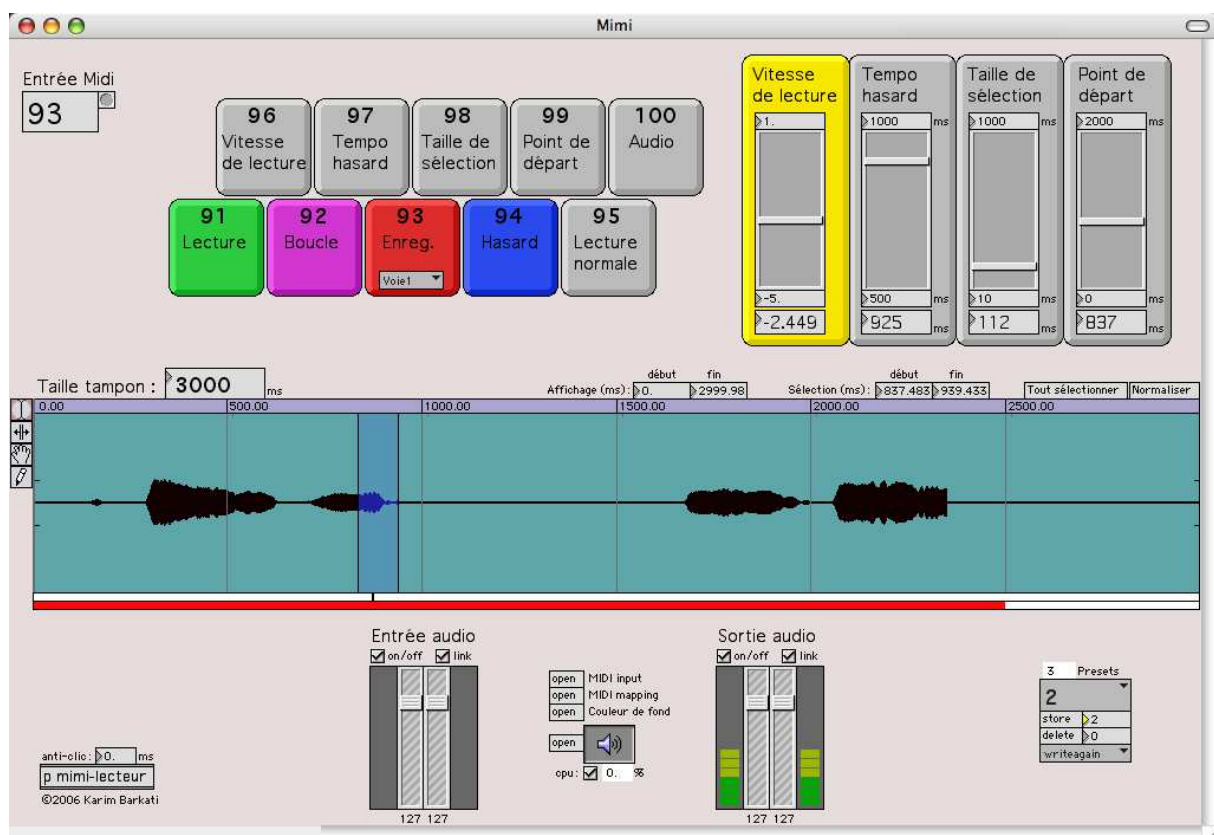 Mimi
Entrée Midi
93
96
Vitesse
de lecture
97
Tempo
hasard
98
Taille de
sélection
99
Point de
départ
100
Audio
91
Lecture
92
Boucle
93
Enreg.
Voie1
94
Hasard
95
Lecture
normale
Vitesse
de lecture
1.
-5.
-2.449
Tempo
hasard
1000 ms
500 ms
925 ms
Taille de
sélection
1000 ms
10 ms
112 ms
Point de
départ
2000 ms
0 ms
837 ms
Taille tampon : 3000 ms
début fin
Affichage (ms): 0. 2999.98
début fin
Sélection (ms): 837.483 939.433
Tout sélectionner Normaliser
0.00 500.00 1000.00 1500.00 2000.00 2500.00
Entrée audio
on/off link
127 127
open MIDI input
open MIDI mapping
open Couleur de fond
open
cpu: 0. %
Sortie audio
on/off link
127 127
3 Presets
2
store 2
delete 0
writeagain
anti-clic: 0. ms
p mimi-lecteur
©2006 Karim Barkati